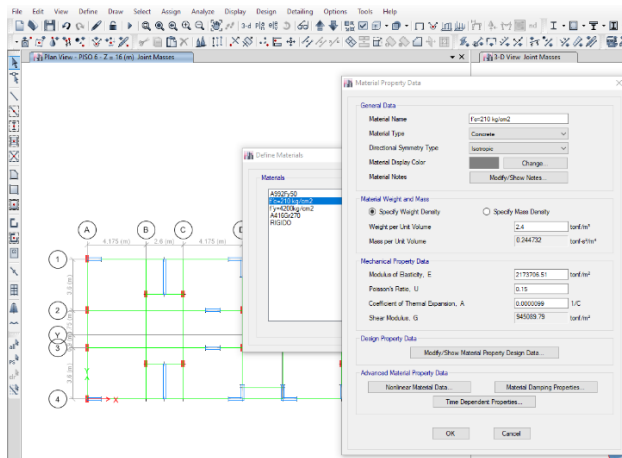 File Edit View Define Draw Select Assign Analyze Display Design Detailing Options Tools Help
Plan View - PISO 6 - Z = 16 (m) Joint Masses
3-D View Joint Masses
Material Property Data
General Data
Material Name f'c=210 kg/cm2
Material Type Concrete
Directional Symmetry Type Isotropic
Material Display Color Change...
Material Notes Modify/Show Notes...
Material Weight and Mass
Specify Weight Density Specify Mass Density
Weight per Unit Volume 2.4 tonf/m³
Mass per Unit Volume 0.244732 tonf-s²/m⁴
Mechanical Property Data
Modulus of Elasticity, E 2173706.51 tonf/m²
Poisson's Ratio, U 0.15
Coefficient of Thermal Expansion, A 0.0000099 1/C
Shear Modulus, G 945089.79 tonf/m²
Design Property Data
Modify/Show Material Property Design Data...
Advanced Material Property Data
Nonlinear Material Data... Material Damping Properties...
Time Dependent Properties...
OK Cancel
Define Materials
Materials
A992Fy50
f'c=210 kg/cm2
f'y=4200kg/cm2
A416Gr270
RIGIDO
A B C D
4.175 (m) 2.6 (m) 4.175 (m)
1
2
Y
3
4
Y
X